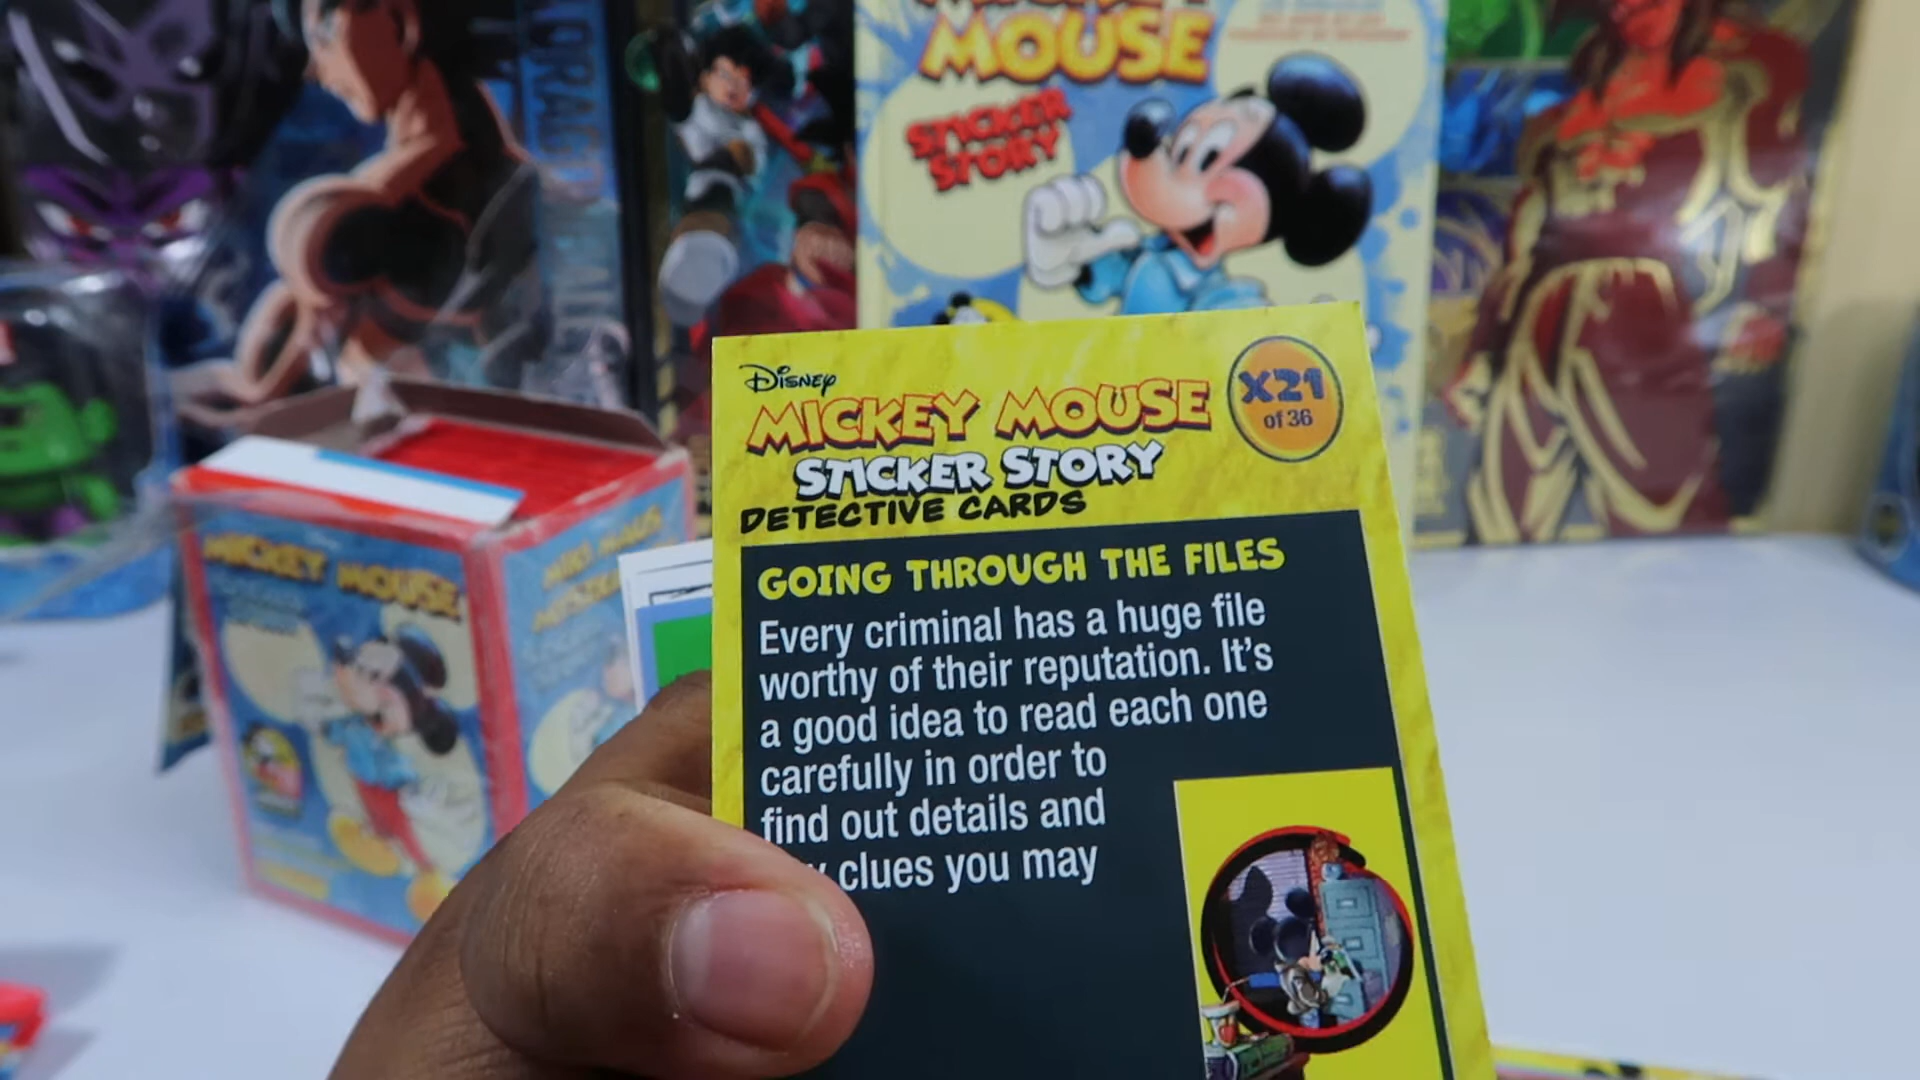 MOUSE
STICKER
STORY
DISNEY
MICKEY MOUSE
STICKER STORY
DETECTIVE CARDS
X21
of 36
GOING THROUGH THE FILES
Every criminal has a huge file
worthy of their reputation. It's
a good idea to read each one
carefully in order to
find out details and
clues you may
MICKEY MOUSE